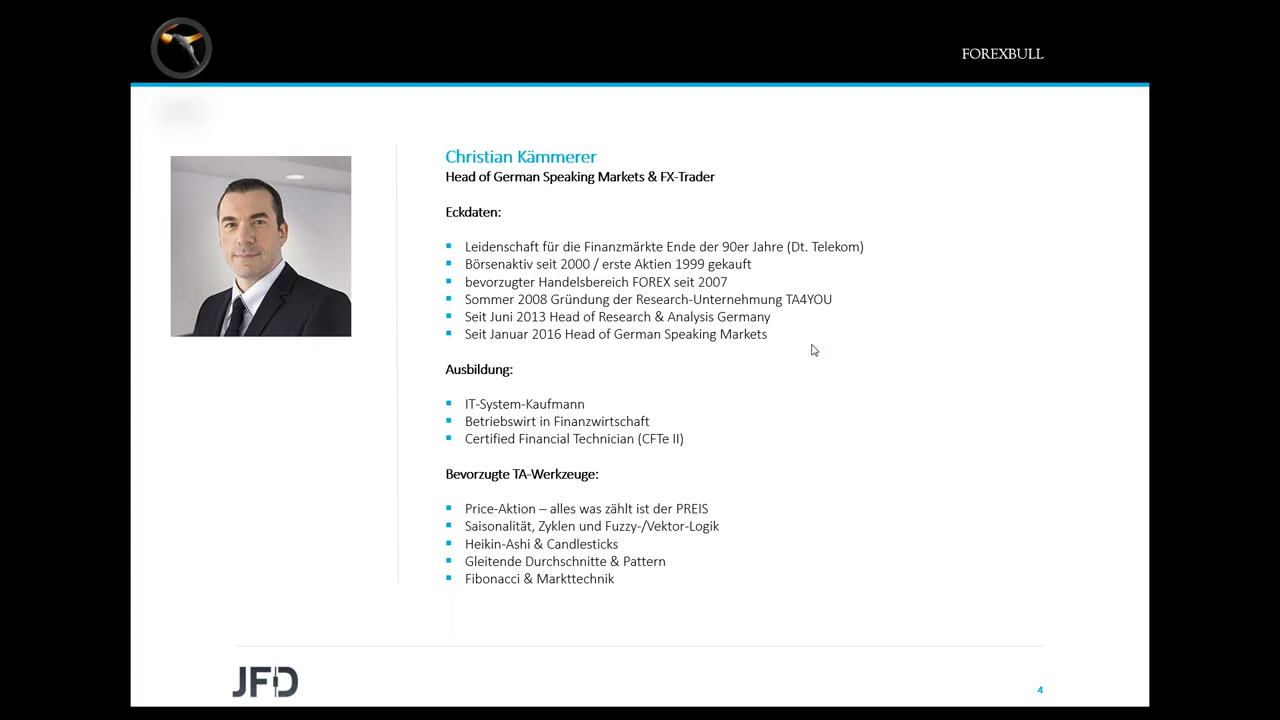 FOREXBULL
Christian Kämmerer
Head of German Speaking Markets & FX-Trader
Eckdaten:
Leidenschaft für die Finanzmärkte Ende der 90er Jahre (Dt. Telekom)
Börsenaktiv seit 2000 / erste Aktien 1999 gekauft
bevorzugter Handelsbereich FOREX seit 2007
Sommer 2008 Gründung der Research-Unternehmung TA4YOU
Seit Juni 2013 Head of Research & Analysis Germany
Seit Januar 2016 Head of German Speaking Markets
Ausbildung:
IT-System-Kaufmann
Betriebswirt in Finanzwirtschaft
Certified Financial Technician (CFTe II)
Bevorzugte TA-Werkzeuge:
Price-Aktion – alles was zählt ist der PREIS
Saisonalität, Zyklen und Fuzzy-/Vektor-Logik
Heikin-Ashi & Candlesticks
Gleitende Durchschnitte & Pattern
Fibonacci & Markttechnik
JFD
4